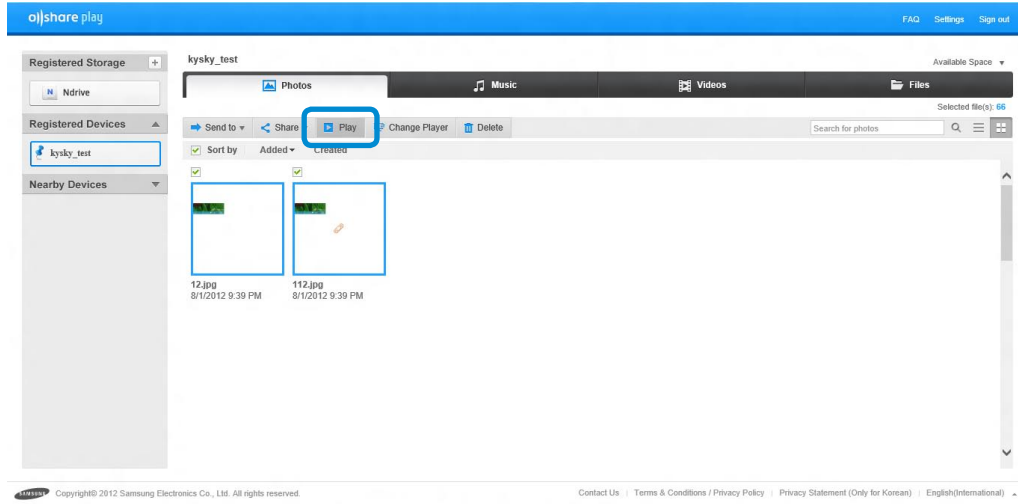 allshare play FAQ Settings Sign out
Registered Storage +
N Ndrive
Registered Devices
kysky_test
Nearby Devices
kysky_test Available Space
Photos Music Videos Files
Selected file(s): 66
Send to Share Play Change Player Delete Search for photos
Sort by Added Created
12.jpg 112.jpg
8/1/2012 9:39 PM 8/1/2012 9:39 PM
SAMSUNG Copyright© 2012 Samsung Electronics Co., Ltd. All rights reserved. Contact Us | Terms & Conditions / Privacy Policy | Privacy Statement (Only for Korean) | English(International)